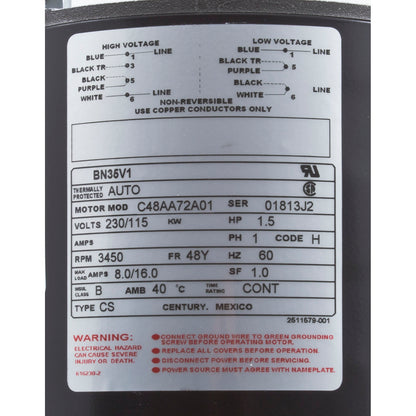 HIGH VOLTAGE LOW VOLTAGE
BLUE 1 LINE BLUE 1 LINE
BLACK TR 3 BLACK TR
BLACK 5 PURPLE 5
PURPLE BLACK
WHITE 6 LINE WHITE 6 LINE
NON-REVERSIBLE
USE COPPER CONDUCTORS ONLY
BN35V1
THERMALLY PROTECTED AUTO
MOTOR MOD C48AA72A01 SER 01813J2
VOLTS 230/115 KW HP 1.5
AMPS PH 1 CODE H
RPM 3450 FR 48Y HZ 60
MAX LOAD AMPS 8.0/16.0 SF 1.0
INSUL CLASS B AMB 40 °C TIME RATING CONT
TYPE CS CENTURY. MEXICO
2511579-001
WARNING:
ELECTRICAL HAZARD
CAN CAUSE SEVERE
INJURY OR DEATH.
616230-2
CONNECT GROUND WIRE TO GREEN GROUNDING
SCREW BEFORE OPERATING MOTOR.
REPLACE ALL COVERS BEFORE OPERATION.
DISCONNECT POWER BEFORE SERVICING.
POWER SOURCE MUST AGREE WITH NAMEPLATE.